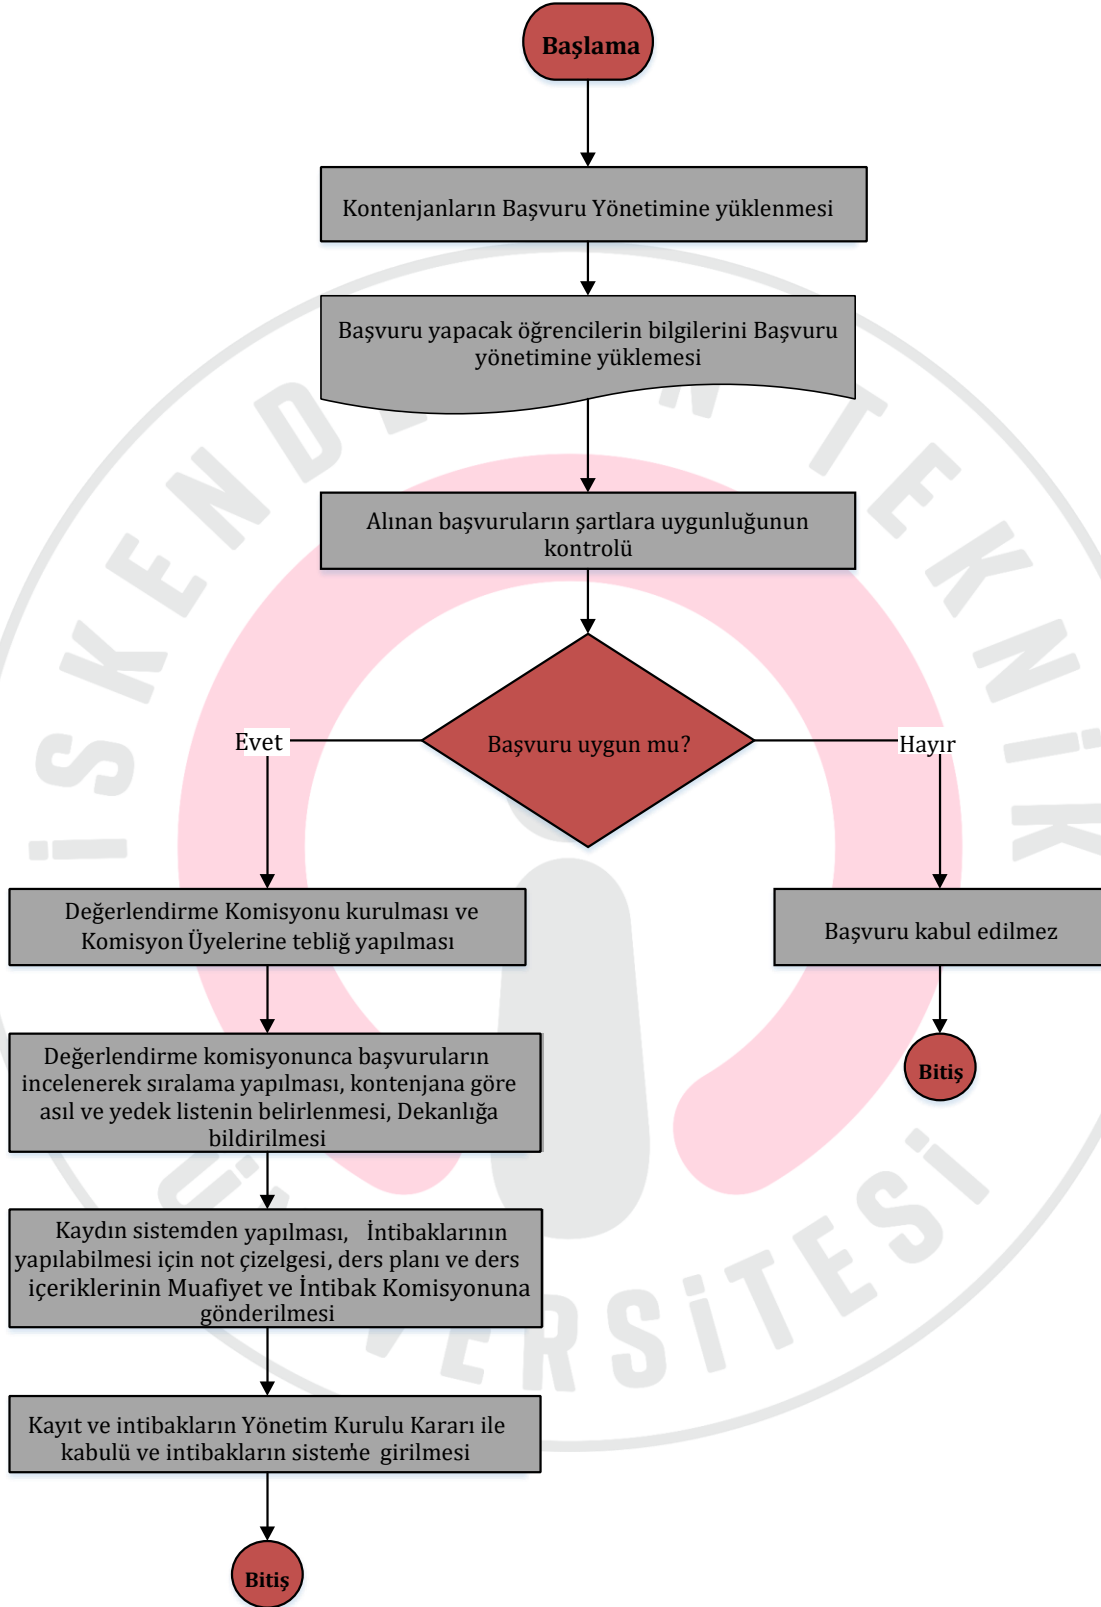 Başlama
Kontenjanların Başvuru Yönetimine yüklenmesi
Başvuru yapacak öğrencilerin bilgilerini Başvuru
yönetimine yüklemesi
Alınan başvuruların şartlara uygunluğunun
kontrolü
Başvuru uygun mu?
Evet
Hayır
Değerlendirme Komisyonu kurulması ve
Komisyon Üyelerine tebliğ yapılması
Başvuru kabul edilmez
Bitiş
Değerlendirme komisyonunca başvuruların
incelenerek sıralama yapılması, kontenjana göre
asıl ve yedek listenin belirlenmesi, Dekanlığa
bildirilmesi
Kaydın sistemden yapılması, İntibaklarının
yapılabilmesi için not çizelgesi, ders planı ve ders
içeriklerinin Muafiyet ve İntibak Komisyonuna
gönderilmesi
Kayıt ve intibakların Yönetim Kurulu Kararı ile
kabulü ve intibakların sisteme girilmesi
Bitiş